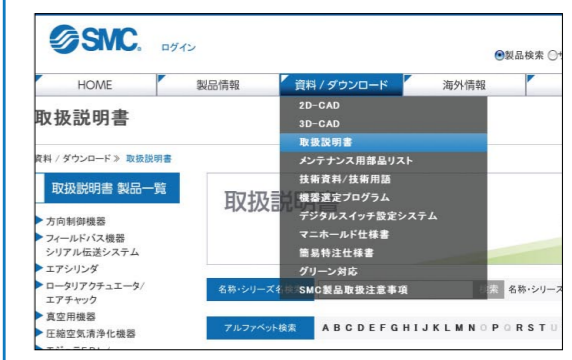 SMC. ログイン
製品検索
HOME 製品情報 資料 / ダウンロード 海外情報
取扱説明書
資料 / ダウンロード » 取扱説明書
取扱説明書 製品一覧
方向制御機器
フィールドバス機器
シリアル伝送システム
エアシリンダ
ロータリアクチュエータ/
エアチャック
真空用機器
圧縮空気清浄化機器
2D-CAD
3D-CAD
取扱説明書
メンテナンス用部品リスト
技術資料/技術用語
機器選定プログラム
デジタルスイッチ設定システム
マニホールド仕様書
簡易特注仕様書
グリーン対応
SMC製品取扱注意事項
取扱説明書
名称・シリーズ名 検索 名称・シリーズ
アルファベット検索 A B C D E F G H I J K L M N O P Q R S T U